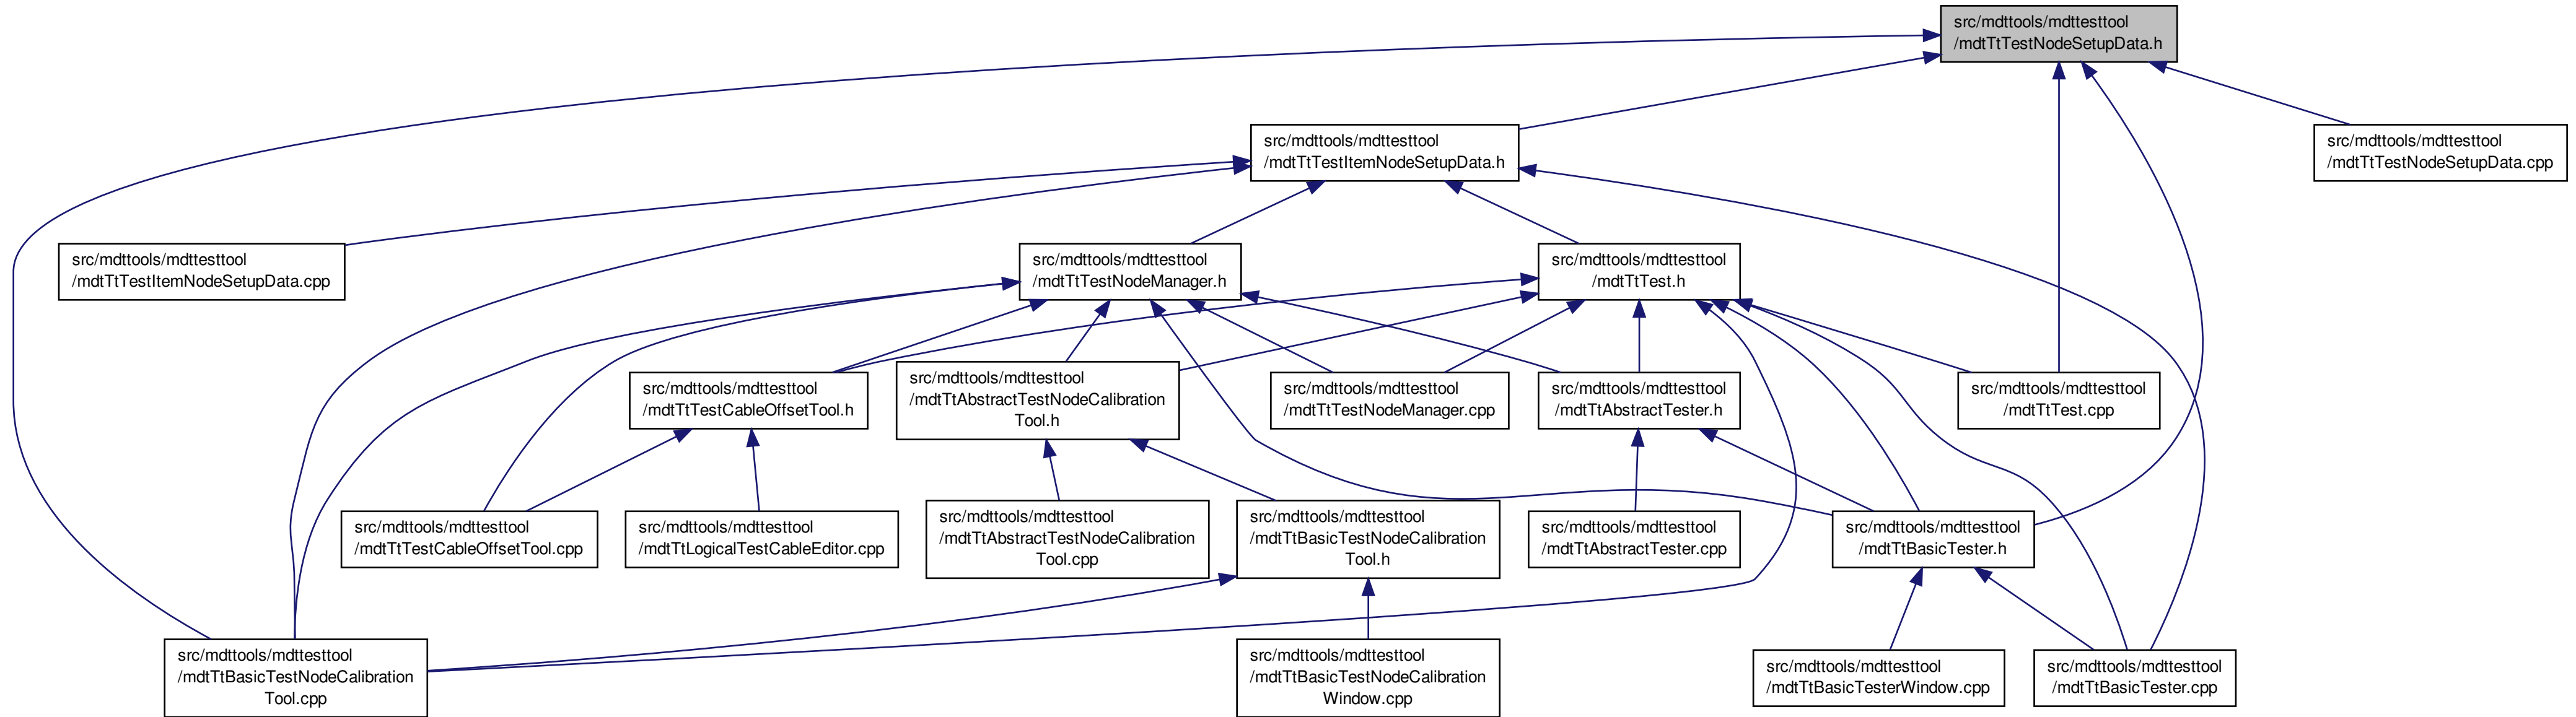 src/mdttools/mdttesttool
/mdtTtTestNodeSetupData.h
src/mdttools/mdttesttool
/mdtTtTestItemNodeSetupData.h
src/mdttools/mdttesttool
/mdtTtTestNodeSetupData.cpp
src/mdttools/mdttesttool
/mdtTtTestItemNodeSetupData.cpp
src/mdttools/mdttesttool
/mdtTtTestNodeManager.h
src/mdttools/mdttesttool
/mdtTtTest.h
src/mdttools/mdttesttool
/mdtTtTestCableOffsetTool.h
src/mdttools/mdttesttool
/mdtTtAbstractTestNodeCalibration
Tool.h
src/mdttools/mdttesttool
/mdtTtTestNodeManager.cpp
src/mdttools/mdttesttool
/mdtTtAbstractTester.h
src/mdttools/mdttesttool
/mdtTtTest.cpp
src/mdttools/mdttesttool
/mdtTtTestCableOffsetTool.cpp
src/mdttools/mdttesttool
/mdtTtLogicalTestCableEditor.cpp
src/mdttools/mdttesttool
/mdtTtAbstractTestNodeCalibration
Tool.cpp
src/mdttools/mdttesttool
/mdtTtBasicTestNodeCalibration
Tool.h
src/mdttools/mdttesttool
/mdtTtAbstractTester.cpp
src/mdttools/mdttesttool
/mdtTtBasicTester.h
src/mdttools/mdttesttool
/mdtTtBasicTestNodeCalibration
Tool.cpp
src/mdttools/mdttesttool
/mdtTtBasicTestNodeCalibration
Window.cpp
src/mdttools/mdttesttool
/mdtTtBasicTesterWindow.cpp
src/mdttools/mdttesttool
/mdtTtBasicTester.cpp